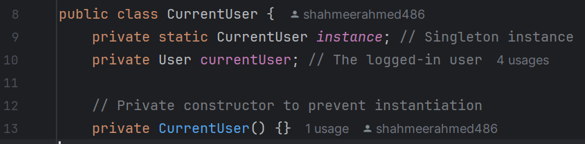 8 public class CurrentUser { shahmeerahmed486
9 private static CurrentUser instance; // Singleton instance
10 private User currentUser; // The logged-in user 4 usages
11
12 // Private constructor to prevent instantiation
13 private CurrentUser() {} 1 usage shahmeerahmed486